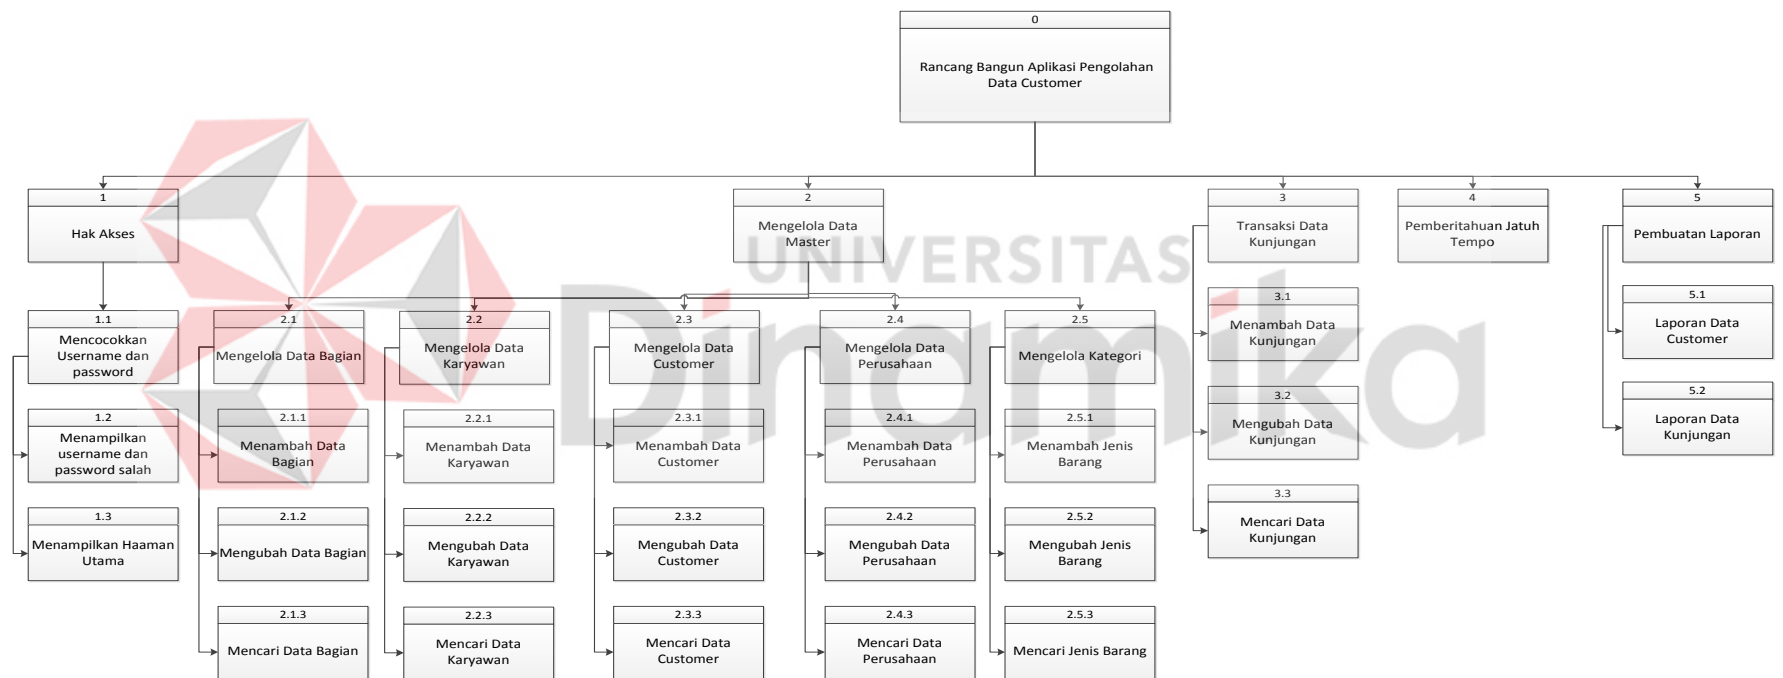 0
Rancang Bangun Aplikasi Pengolahan
Data Customer
1
Hak Akses
2
Mengelola Data
Master
3
Transaksi Data
Kunjungan
4
Pemberitahuan Jatuh
Tempo
5
Pembuatan Laporan
UNIVERSITAS
Dinamika
1.1
Mencocokkan
Username dan
password
1.2
Menampilkan
username dan
password salah
1.3
Menampilkan Haaman
Utama
2.1
Mengelola Data Bagian
2.1.1
Menambah Data
Bagian
2.1.2
Mengubah Data Bagian
2.1.3
Mencari Data Bagian
2.2
Mengelola Data
Karyawan
2.2.1
Menambah Data
Karyawan
2.2.2
Mengubah Data
Karyawan
2.2.3
Mencari Data
Karyawan
2.3
Mengelola Data
Customer
2.3.1
Menambah Data
Customer
2.3.2
Mengubah Data
Customer
2.3.3
Mencari Data
Customer
2.4
Mengelola Data
Perusahaan
2.4.1
Menambah Data
Perusahaan
2.4.2
Mengubah Data
Perusahaan
2.4.3
Mencari Data
Perusahaan
2.5
Mengelola Kategori
2.5.1
Menambah Jenis
Barang
2.5.2
Mengubah Jenis
Barang
2.5.3
Mencari Jenis Barang
3.1
Menambah Data
Kunjungan
3.2
Mengubah Data
Kunjungan
3.3
Mencari Data
Kunjungan
5.1
Laporan Data
Customer
5.2
Laporan Data
Kunjungan